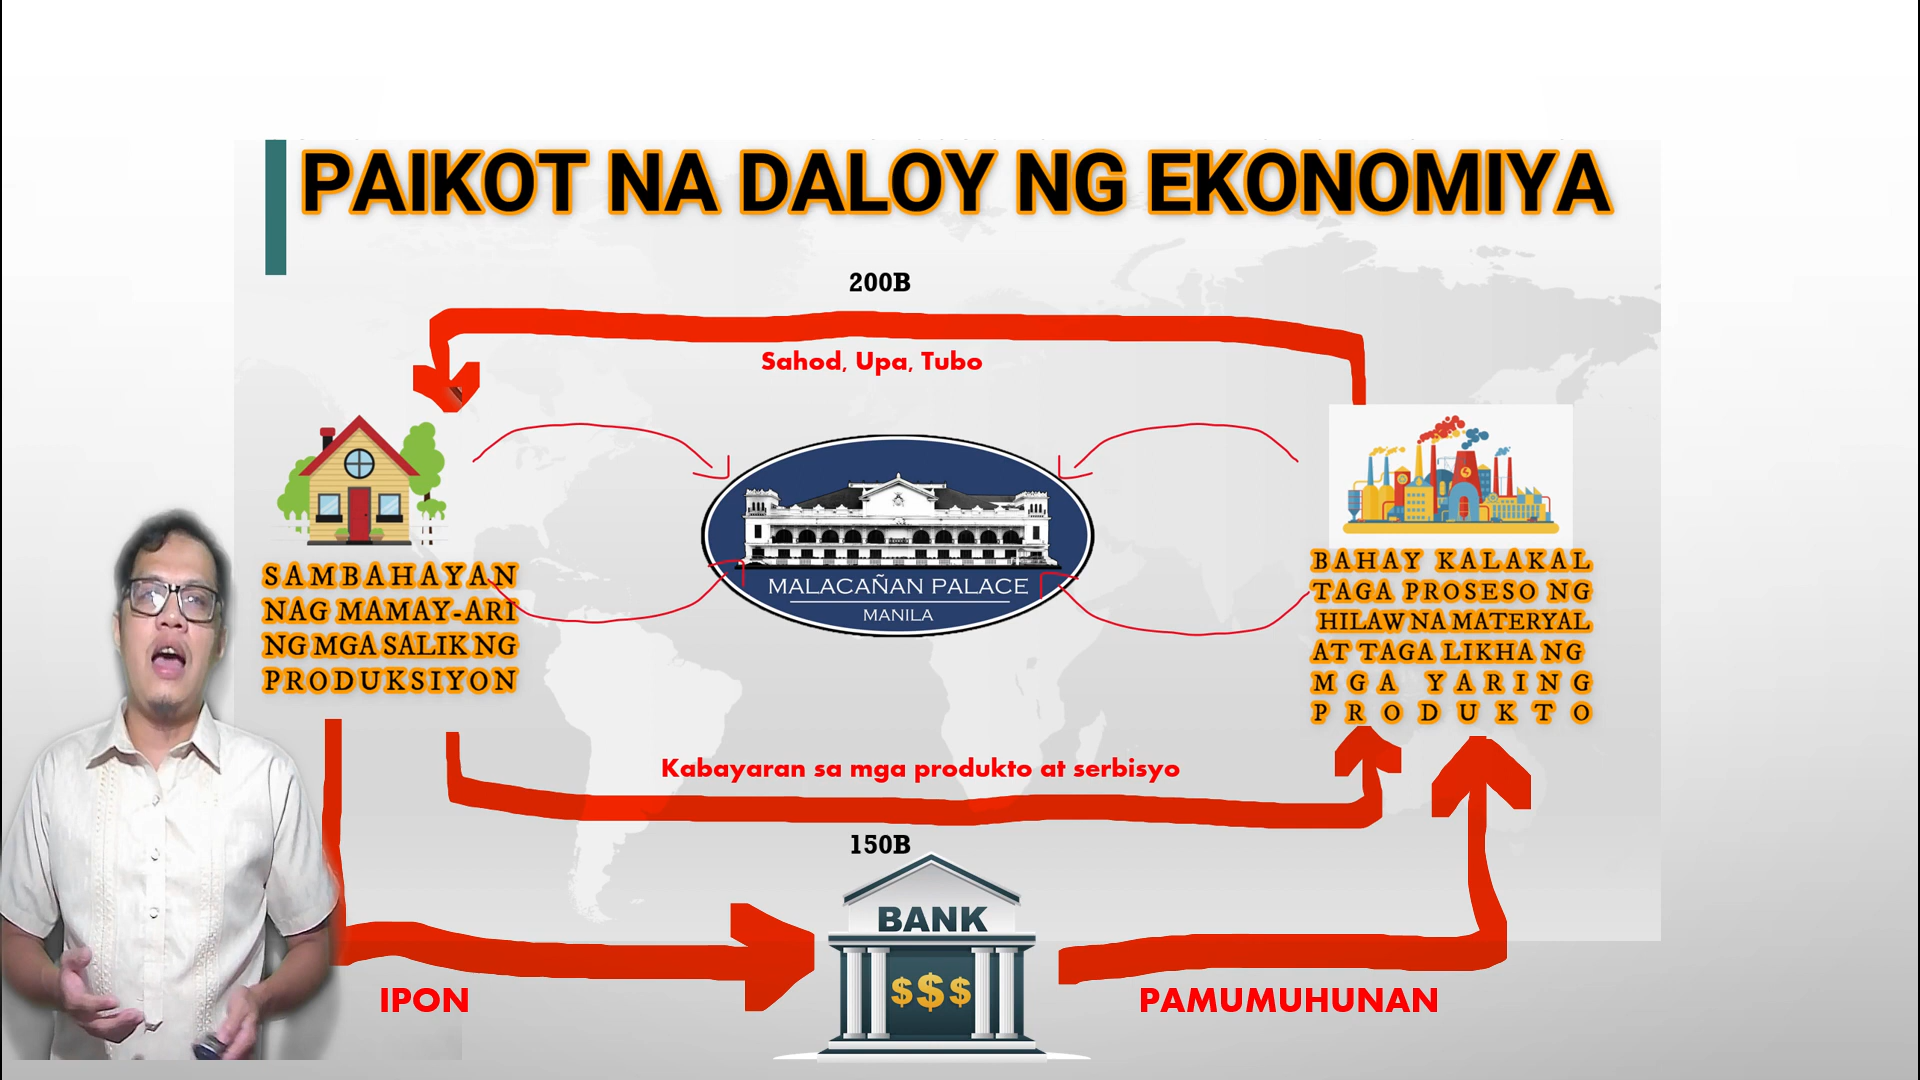 PAIKOT NA DALOY NG EKONOMIYA
200B
Sahod, Upa, Tubo
SAMBAHAYAN
NAG MAMAY-ARI
NG MGA SALIK NG
PRODUKSIYON
MALACAÑAN PALACE
MANILA
BAHAY KALAKAL
TAGA PROSESO NG
HILAW NA MATERYAL
AT TAGA LIKHA NG
MGA YARING
PRODUKTO
Kabayaran sa mga produkto at serbisyo
150B
BANK
$$$
IPON
PAMUMUHUNAN